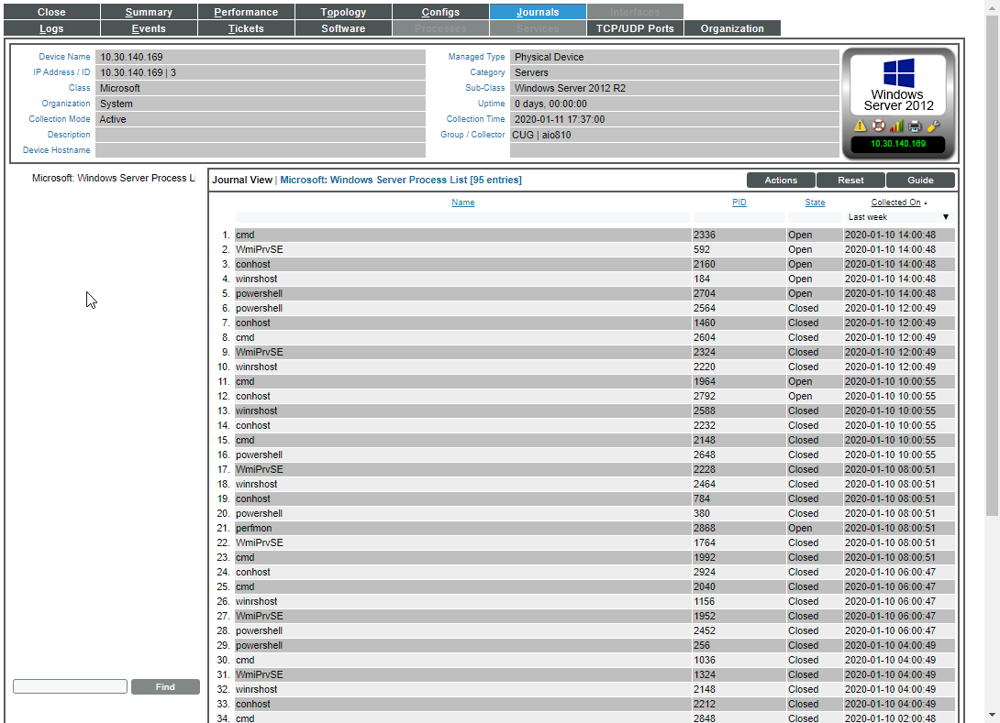 Close Summary Performance Topology Configs Journals Interfaces
Logs Events Tickets Software Processes Services TCP/UDP Ports Organization
Device Name 10.30.140.169 Managed Type Physical Device
IP Address / ID 10.30.140.169 | 3 Category Servers
Class Microsoft Sub-Class Windows Server 2012 R2
Organization System Uptime 0 days, 00:00:00
Collection Mode Active Collection Time 2020-01-11 17:37:00
Description Group / Collector CUG | aio810
Device Hostname
Windows
Server 2012
10.30.140.169
Microsoft: Windows Server Process Li
Journal View | Microsoft: Windows Server Process List [95 entries] Actions Reset Guide
Name PID State Collected On
Last week
1. cmd 2336 Open 2020-01-10 14:00:48
2. WmiPrvSE 592 Open 2020-01-10 14:00:48
3. conhost 2160 Open 2020-01-10 14:00:48
4. winrshost 184 Open 2020-01-10 14:00:48
5. powershell 2704 Open 2020-01-10 14:00:48
6. powershell 2564 Closed 2020-01-10 12:00:49
7. conhost 1460 Closed 2020-01-10 12:00:49
8. cmd 2604 Closed 2020-01-10 12:00:49
9. WmiPrvSE 2324 Closed 2020-01-10 12:00:49
10. winrshost 2220 Closed 2020-01-10 12:00:49
11. cmd 1964 Open 2020-01-10 10:00:55
12. conhost 2792 Open 2020-01-10 10:00:55
13. winrshost 2588 Closed 2020-01-10 10:00:55
14. conhost 2232 Closed 2020-01-10 10:00:55
15. cmd 2148 Closed 2020-01-10 10:00:55
16. powershell 2648 Closed 2020-01-10 10:00:55
17. WmiPrvSE 2228 Closed 2020-01-10 08:00:51
18. winrshost 2464 Closed 2020-01-10 08:00:51
19. conhost 784 Closed 2020-01-10 08:00:51
20. powershell 380 Closed 2020-01-10 08:00:51
21. perfmon 2868 Open 2020-01-10 08:00:51
22. WmiPrvSE 1764 Closed 2020-01-10 08:00:51
23. cmd 1992 Closed 2020-01-10 08:00:51
24. conhost 2924 Closed 2020-01-10 06:00:47
25. cmd 2040 Closed 2020-01-10 06:00:47
26. winrshost 1156 Closed 2020-01-10 06:00:47
27. WmiPrvSE 1952 Closed 2020-01-10 06:00:47
28. powershell 2452 Closed 2020-01-10 06:00:47
29. powershell 256 Closed 2020-01-10 04:00:49
30. cmd 1036 Closed 2020-01-10 04:00:49
31. WmiPrvSE 1324 Closed 2020-01-10 04:00:49
32. winrshost 2148 Closed 2020-01-10 04:00:49
33. conhost 2212 Closed 2020-01-10 04:00:49
34. cmd 2848 Closed 2020-01-10 02:00:48
Find